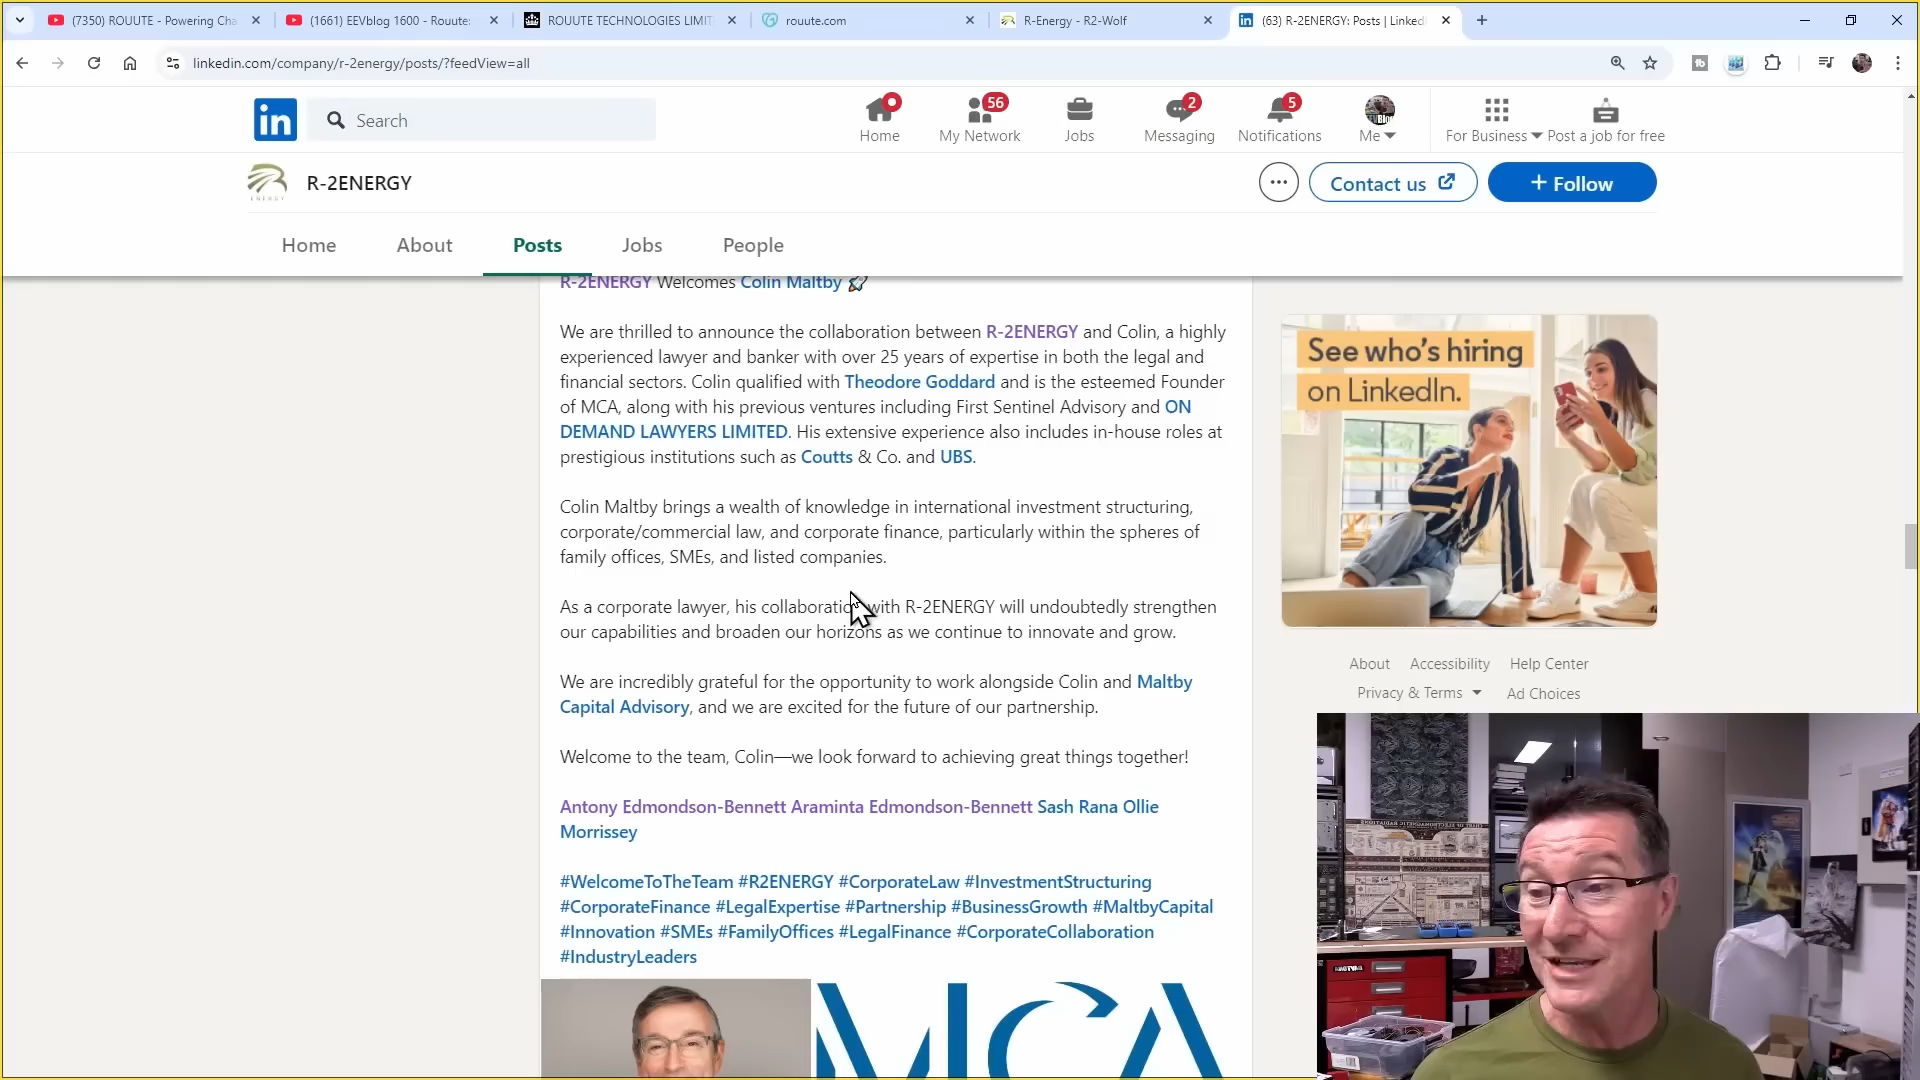 (7350) ROUUTE - Powering Cha
(1661) EEVblog 1600 - Rouute:
ROUUTE TECHNOLOGIES LIMIT
rouute.com
R-Energy - R2-Wolf
(63) R-2ENERGY: Posts | Linked
linkedin.com/company/r-2energy/posts/?feedView=all
in
Search
Home
56
My Network
Jobs
2
Messaging
5
Notifications
Me
For Business
Post a job for free
R-2ENERGY
Contact us
+ Follow
Home
About
Posts
Jobs
People
R-2ENERGY Welcomes Colin Maltby 🚀
We are thrilled to announce the collaboration between R-2ENERGY and Colin, a highly
experienced lawyer and banker with over 25 years of expertise in both the legal and
financial sectors. Colin qualified with Theodore Goddard and is the esteemed Founder
of MCA, along with his previous ventures including First Sentinel Advisory and ON
DEMAND LAWYERS LIMITED. His extensive experience also includes in-house roles at
prestigious institutions such as Coutts & Co. and UBS.
Colin Maltby brings a wealth of knowledge in international investment structuring,
corporate/commercial law, and corporate finance, particularly within the spheres of
family offices, SMEs, and listed companies.
As a corporate lawyer, his collaboration with R-2ENERGY will undoubtedly strengthen
our capabilities and broaden our horizons as we continue to innovate and grow.
We are incredibly grateful for the opportunity to work alongside Colin and Maltby
Capital Advisory, and we are excited for the future of our partnership.
Welcome to the team, Colin—we look forward to achieving great things together!
Antony Edmondson-Bennett Araminta Edmondson-Bennett Sash Rana Ollie
Morrissey
#WelcomeToTheTeam #R2ENERGY #CorporateLaw #InvestmentStructuring
#CorporateFinance #LegalExpertise #Partnership #BusinessGrowth #MaltbyCapital
#Innovation #SMEs #FamilyOffices #LegalFinance #CorporateCollaboration
#IndustryLeaders
MCA
See who's hiring
on LinkedIn.
About
Accessibility
Help Center
Privacy & Terms
Ad Choices